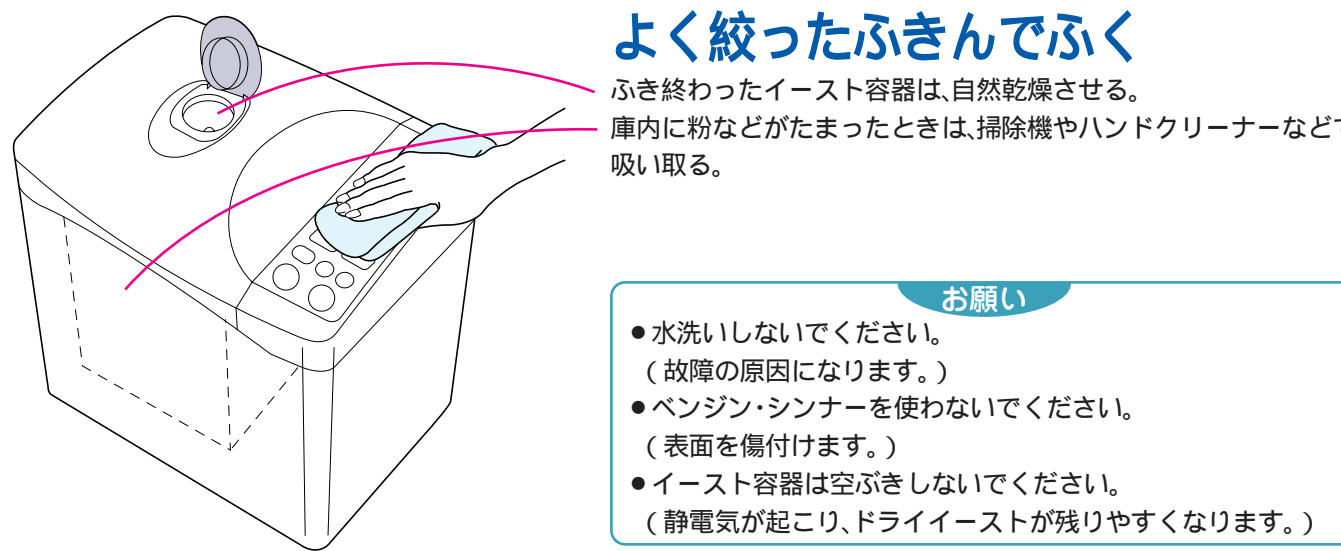 よく絞ったふきんでふく
ふき終わったイースト容器は、自然乾燥させる。
庫内に粉などがたまったときは、掃除機やハンドクリーナーなどで
吸い取る。
お願い
●水洗いしないでください。
(故障の原因になります。)
●ベンジン・シンナーを使わないでください。
(表面を傷付けます。)
●イースト容器は空ぶきしないでください。
(静電気が起こり、ドライイーストが残りやすくなります。)